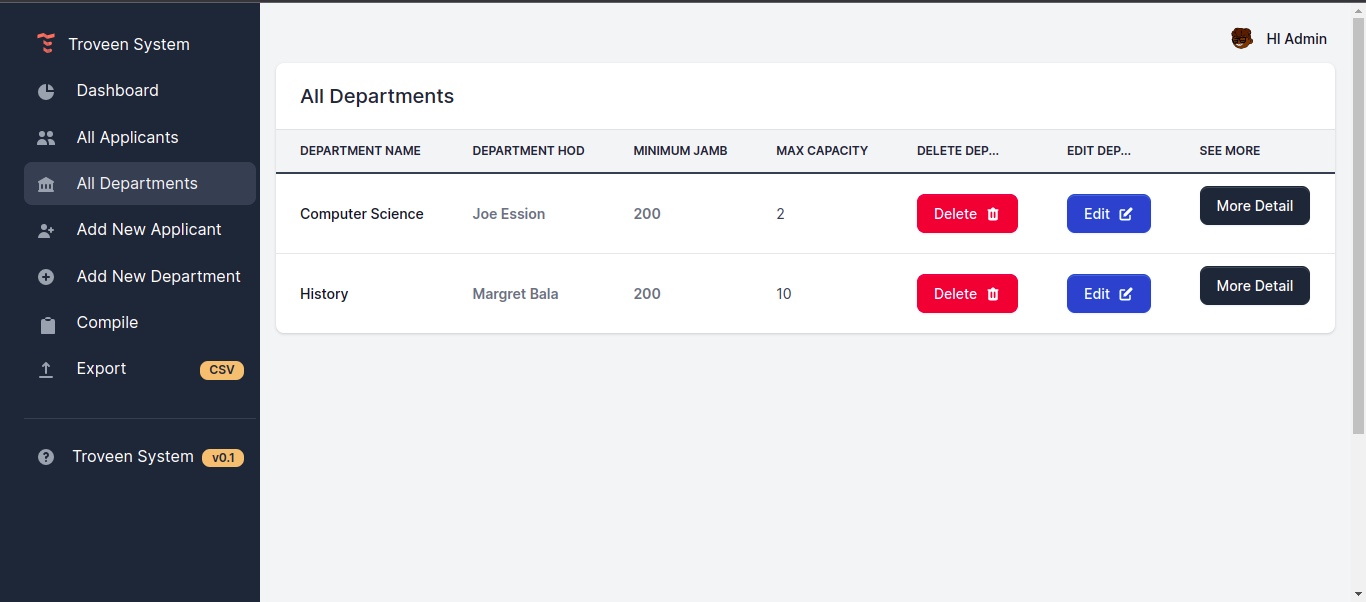 Troveen System
Dashboard
All Applicants
All Departments
Add New Applicant
Add New Department
Compile
Export CSV
Troveen System v0.1
HI Admin
All Departments
DEPARTMENT NAME DEPARTMENT HOD MINIMUM JAMB MAX CAPACITY DELETE DEP... EDIT DEP... SEE MORE
Computer Science Joe Ession 200 2 Delete Edit More Detail
History Margret Bala 200 10 Delete Edit More Detail